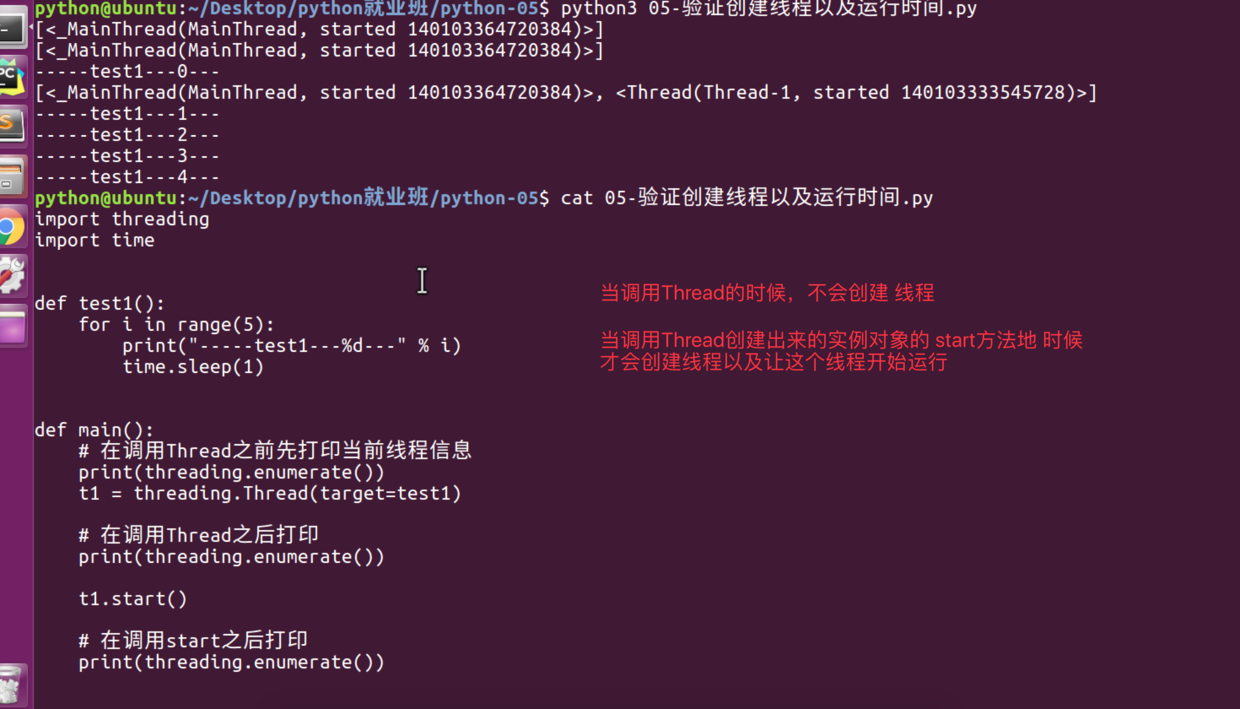 python@ubuntu:~/Desktop/python就业班/python-05$ python3 05-验证创建线程以及运行时间.py
[<_MainThread(MainThread, started 140103364720384)>]
[<_MainThread(MainThread, started 140103364720384)>]
-----test1---0---
[<_MainThread(MainThread, started 140103364720384)>, <Thread(Thread-1, started 140103333545728)>]
-----test1---1---
-----test1---2---
-----test1---3---
-----test1---4---
python@ubuntu:~/Desktop/python就业班/python-05$ cat 05-验证创建线程以及运行时间.py
import threading
import time
def test1():
    for i in range(5):
        print("-----test1---%d---" % i)
        time.sleep(1)
当调用Thread的时候，不会创建 线程
当调用Thread创建出来的实例对象的 start方法地 时候
才会创建线程以及让这个线程开始运行
def main():
    # 在调用Thread之前先打印当前线程信息
    print(threading.enumerate())
    t1 = threading.Thread(target=test1)
    # 在调用Thread之后打印
    print(threading.enumerate())
    t1.start()
    # 在调用start之后打印
    print(threading.enumerate())